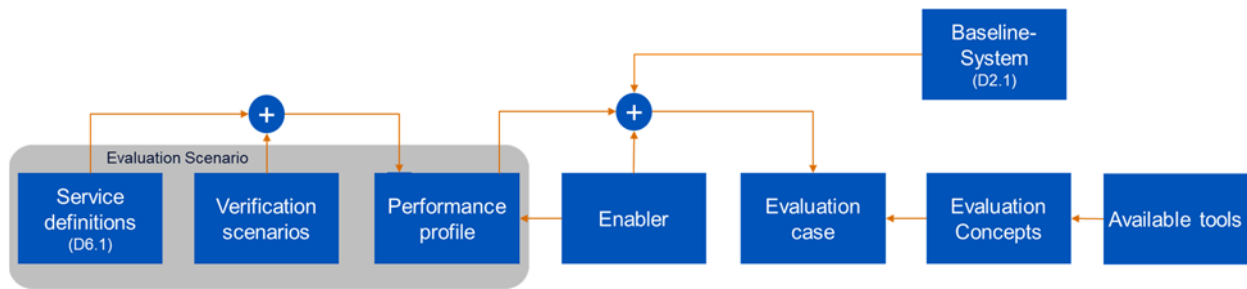 Baseline-
System
(D2.1)
+
+
Evaluation Scenario
Service
definitions
(D6.1)
Verification
scenarios
Performance
profile
Enabler
Evaluation
case
Evaluation
Concepts
Available tools